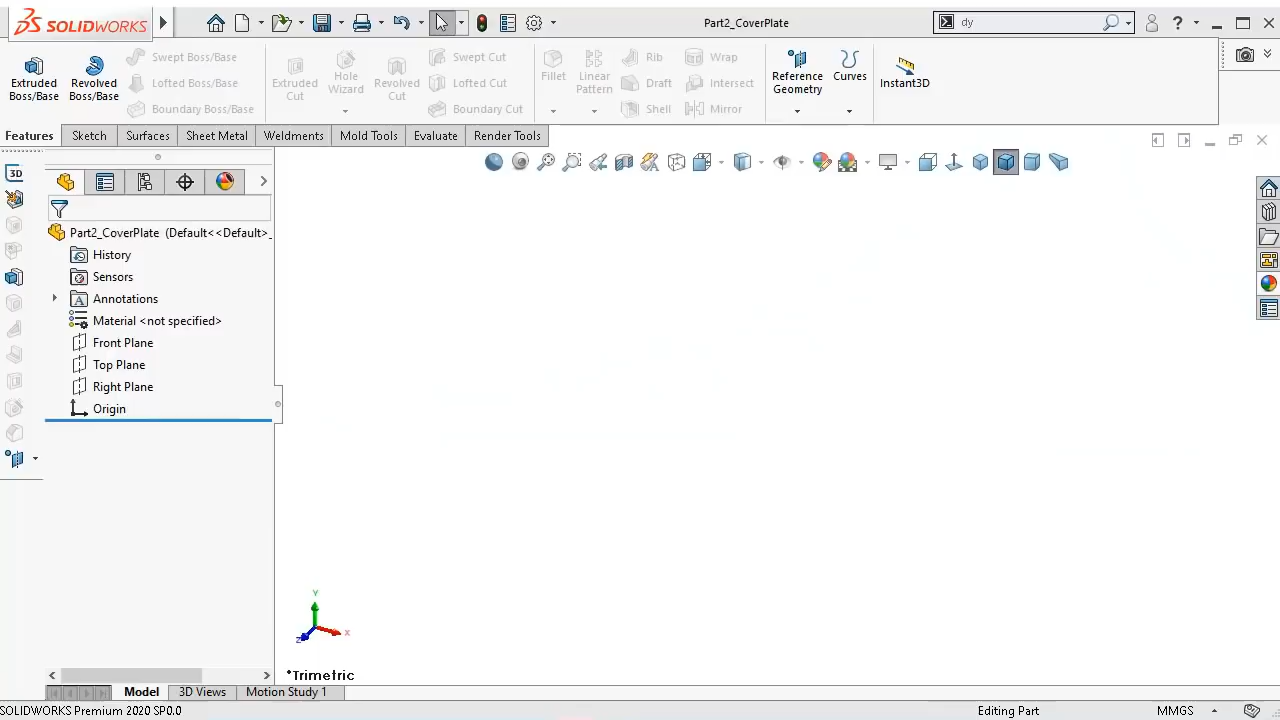 SOLIDWORKS
Part2_CoverPlate
dy
?
Extruded Boss/Base
Revolved Boss/Base
Swept Boss/Base
Lofted Boss/Base
Boundary Boss/Base
Extruded Cut
Hole Wizard
Revolved Cut
Swept Cut
Lofted Cut
Boundary Cut
Fillet
Linear Pattern
Rib
Draft
Shell
Wrap
Intersect
Mirror
Reference Geometry
Curves
Instant3D
Features
Sketch
Surfaces
Sheet Metal
Weldments
Mold Tools
Evaluate
Render Tools
3D
Part2_CoverPlate (Default<<Default>_
History
Sensors
A Annotations
Material <not specified>
Front Plane
Top Plane
Right Plane
Origin
Y
X
Z
*Trimetric
Model
3D Views
Motion Study 1
SOLIDWORKS Premium 2020 SP0.0
Editing Part
MMGS